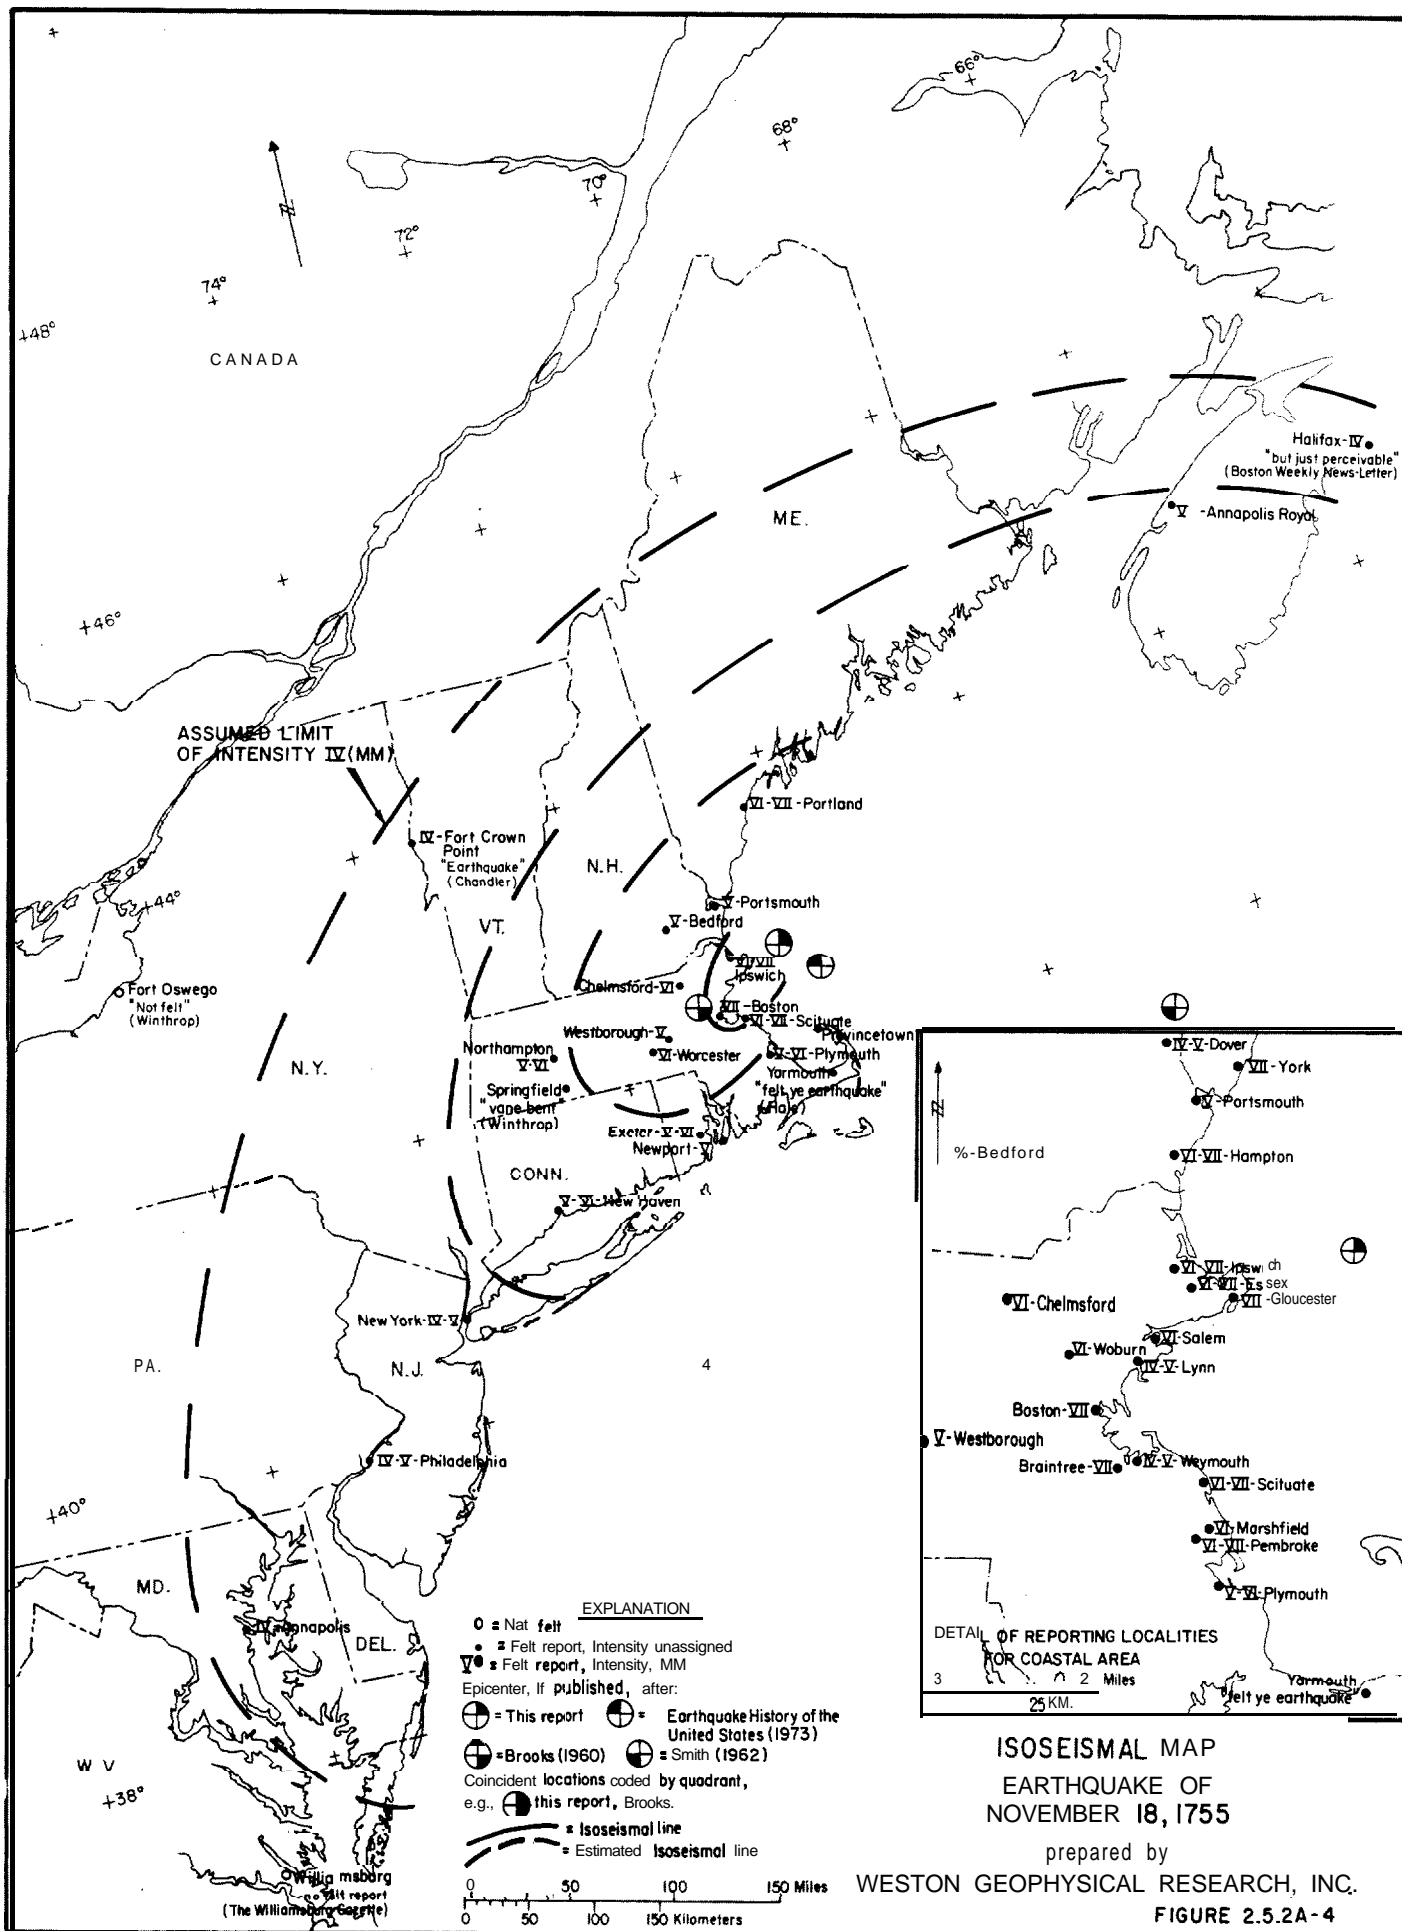 66°
68°
70°
72°
74°
N
+48°
CANADA
Halifax-IV
"but just perceivable"
(Boston Weekly News-Letter)
V -Annapolis Royal
ME.
+46°
ASSUMED LIMIT
OF INTENSITY IV (MM)
VI-VII-Portland
IV-Fort Crown
Point
"Earthquake"
(Chandler)
N.H.
+44°
V-Portsmouth
V-Bedford
VT.
VI-VII
Ipswich
Fort Oswego
"Not felt"
(Winthrop)
Chelmsford-VI
VII-Boston
VI-VII-Scituate
Provincetown
Westborough-V
VI-Worcester
V-VI-Plymouth
Northampton
V-VI
N.Y.
Springfield
"vane bent"
(Winthrop)
Yarmouth
"felt ye earthquake"
(Hale)
Exeter-V-VI
Newport-V
CONN.
V-VI-New Haven
New York-IV-V
PA.
N.J.
4
IV-V-Philadelphia
+40°
MD.
IV-Annapolis
DEL.
W V
+38°
Williamsburg
felt report
(The Williamsburg Gazette)
IV-V-Dover
VII-York
V-Portsmouth
N
%-Bedford
VI-VII-Hampton
VI-VII-Ipswi ch
VI-VII-Es sex
VII-Gloucester
VI-Chelmsford
VI-Salem
VI-Woburn
IV-V-Lynn
Boston-VII
V-Westborough
IV-V-Weymouth
Braintree-VII
VI-VII-Scituate
VI-Marshfield
VI-VII-Pembroke
V-VI-Plymouth
DETAIL OF REPORTING LOCALITIES
FOR COASTAL AREA
3 2 Miles
25 KM.
Yarmouth
"felt ye earthquake"
EXPLANATION
O = Nat felt
• = Felt report, Intensity unassigned
V• = Felt report, Intensity, MM
Epicenter, If published, after:
= This report = Earthquake History of the
United States (1973)
=Brooks (1960) = Smith (1962)
Coincident locations coded by quadrant,
e.g., this report, Brooks.
= Isoseismal line
= Estimated Isoseismal line
0 50 100 150 Miles
0 50 100 150 Kilometers
ISOSEISMAL MAP
EARTHQUAKE OF
NOVEMBER 18, 1755
prepared by
WESTON GEOPHYSICAL RESEARCH, INC.
FIGURE 2.5.2A-4